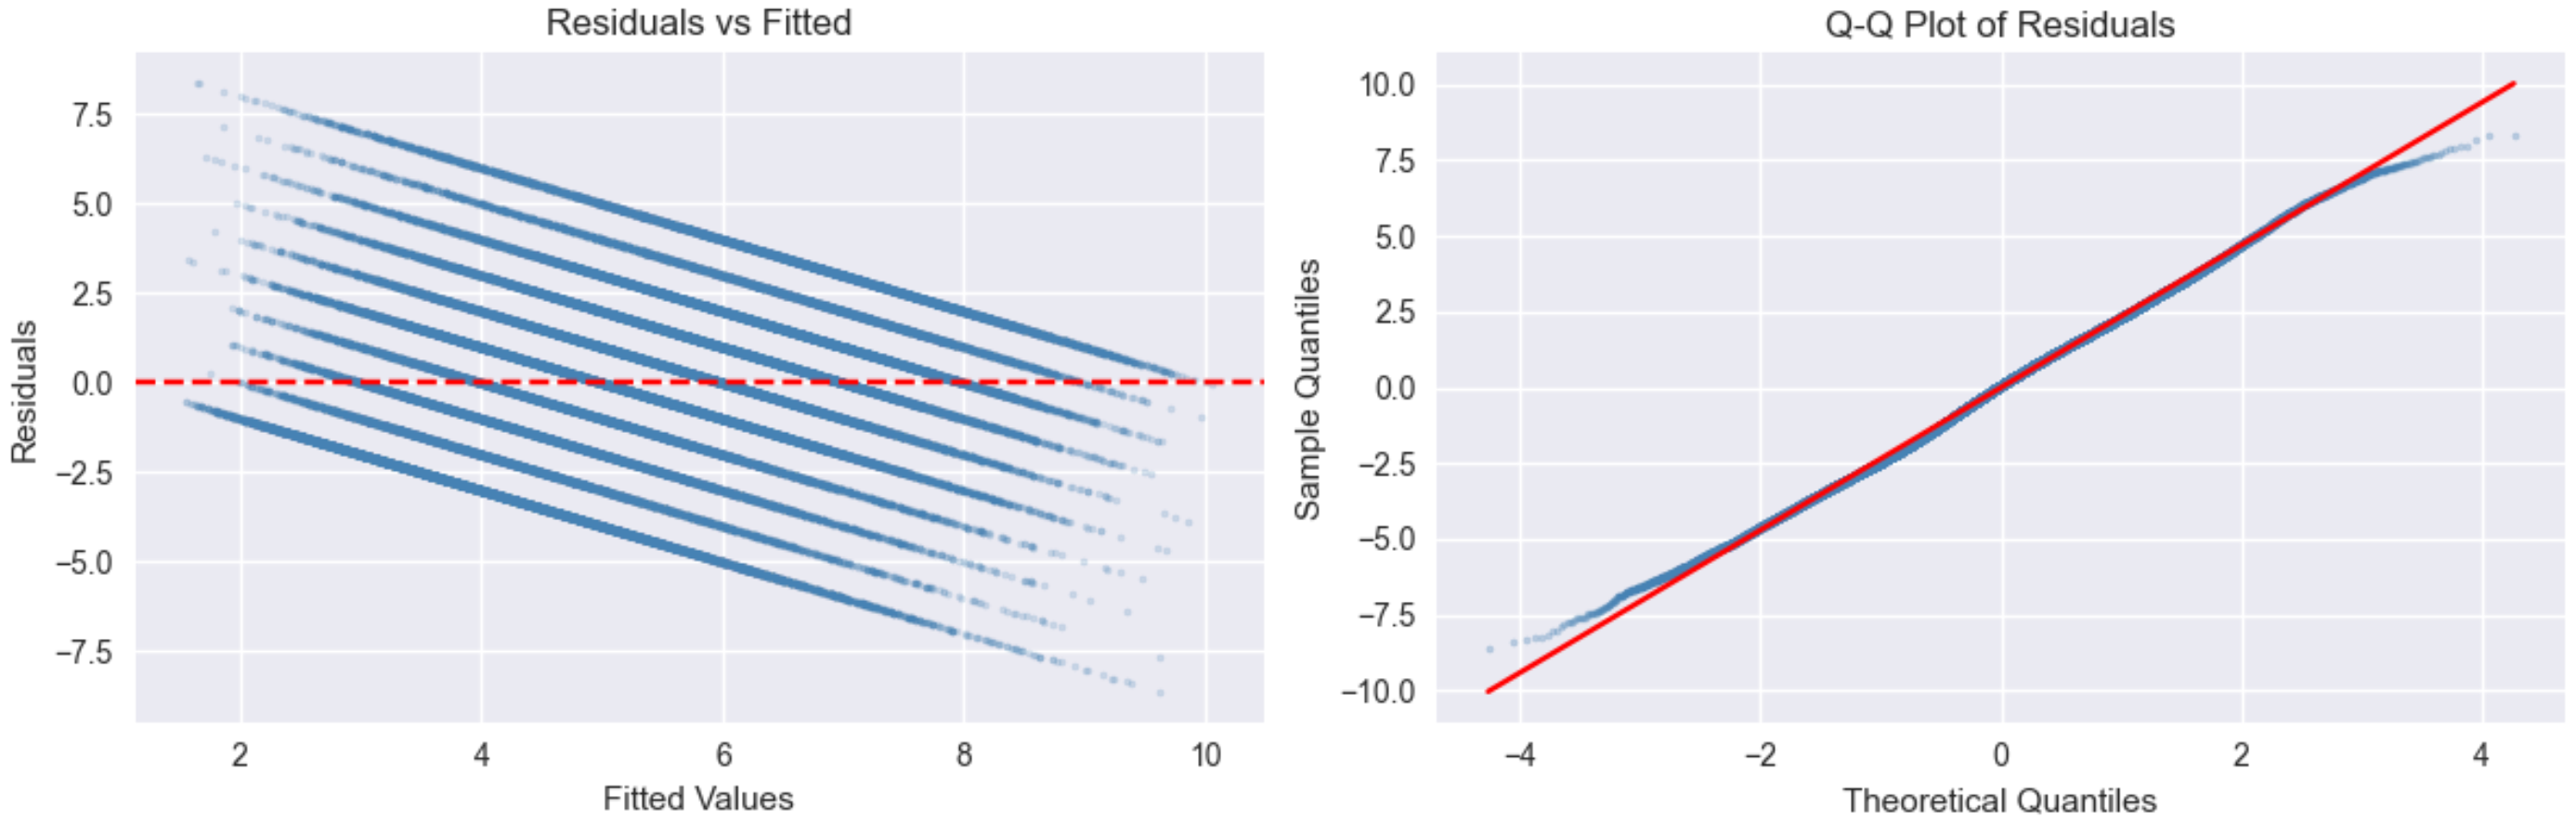 Residuals vs Fitted
7.5
5.0
2.5
0.0
−2.5
−5.0
−7.5
Residuals
2 4 6 8 10
Fitted Values
Q-Q Plot of Residuals
10.0
7.5
5.0
2.5
0.0
−2.5
−5.0
−7.5
−10.0
Sample Quantiles
−4 −2 0 2 4
Theoretical Quantiles